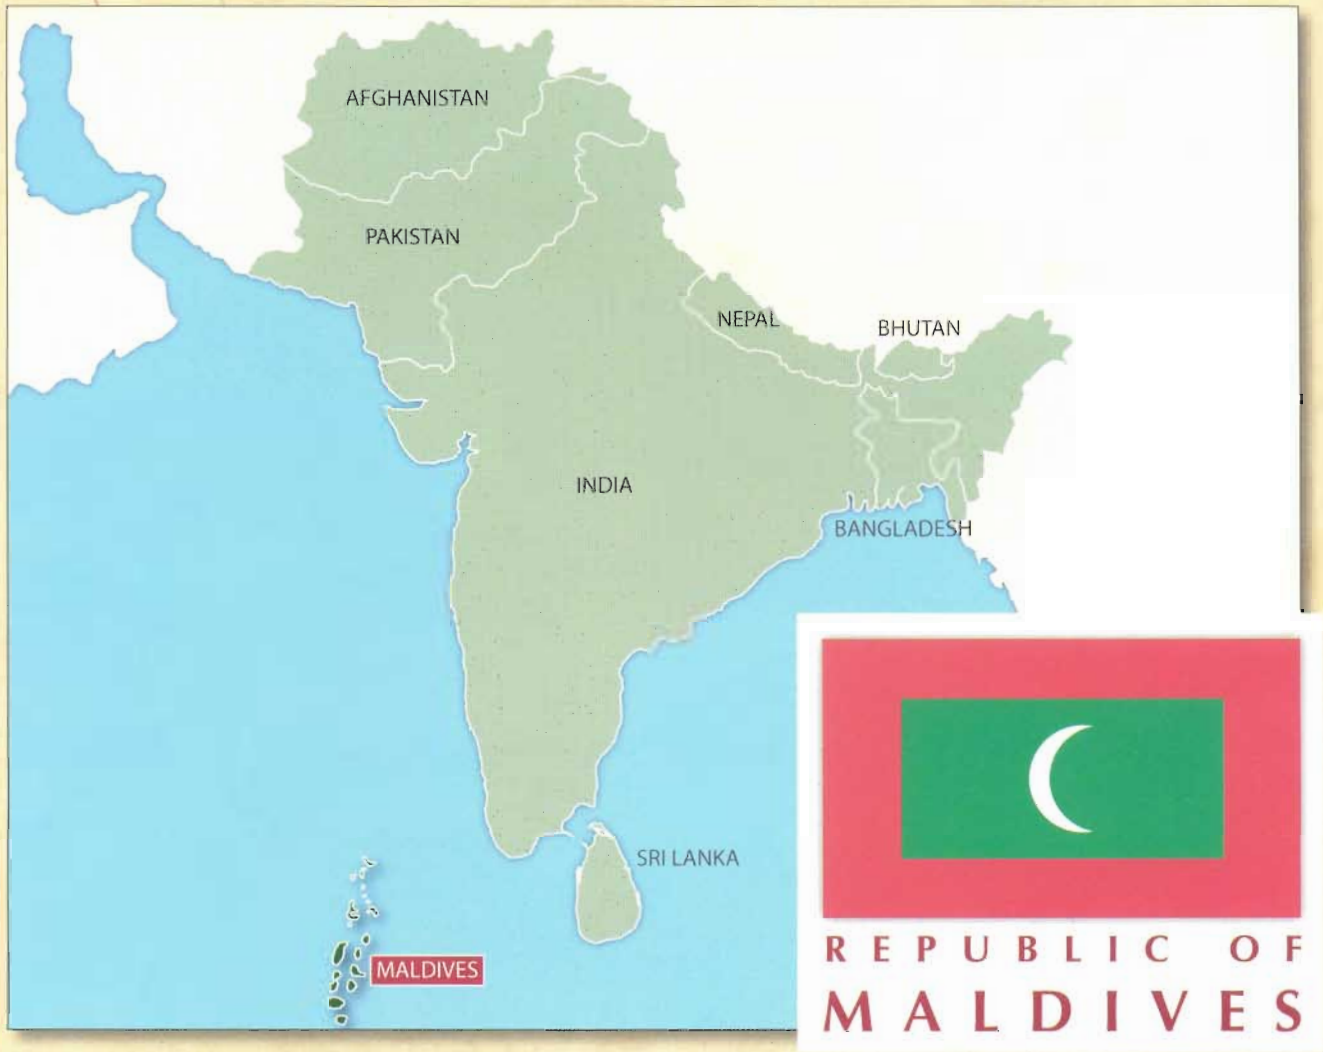 AFGHANISTAN
PAKISTAN
NEPAL
BHUTAN
INDIA
BANGLADESH
SRI LANKA
MALDIVES
REPUBLIC OF
MALDIVES